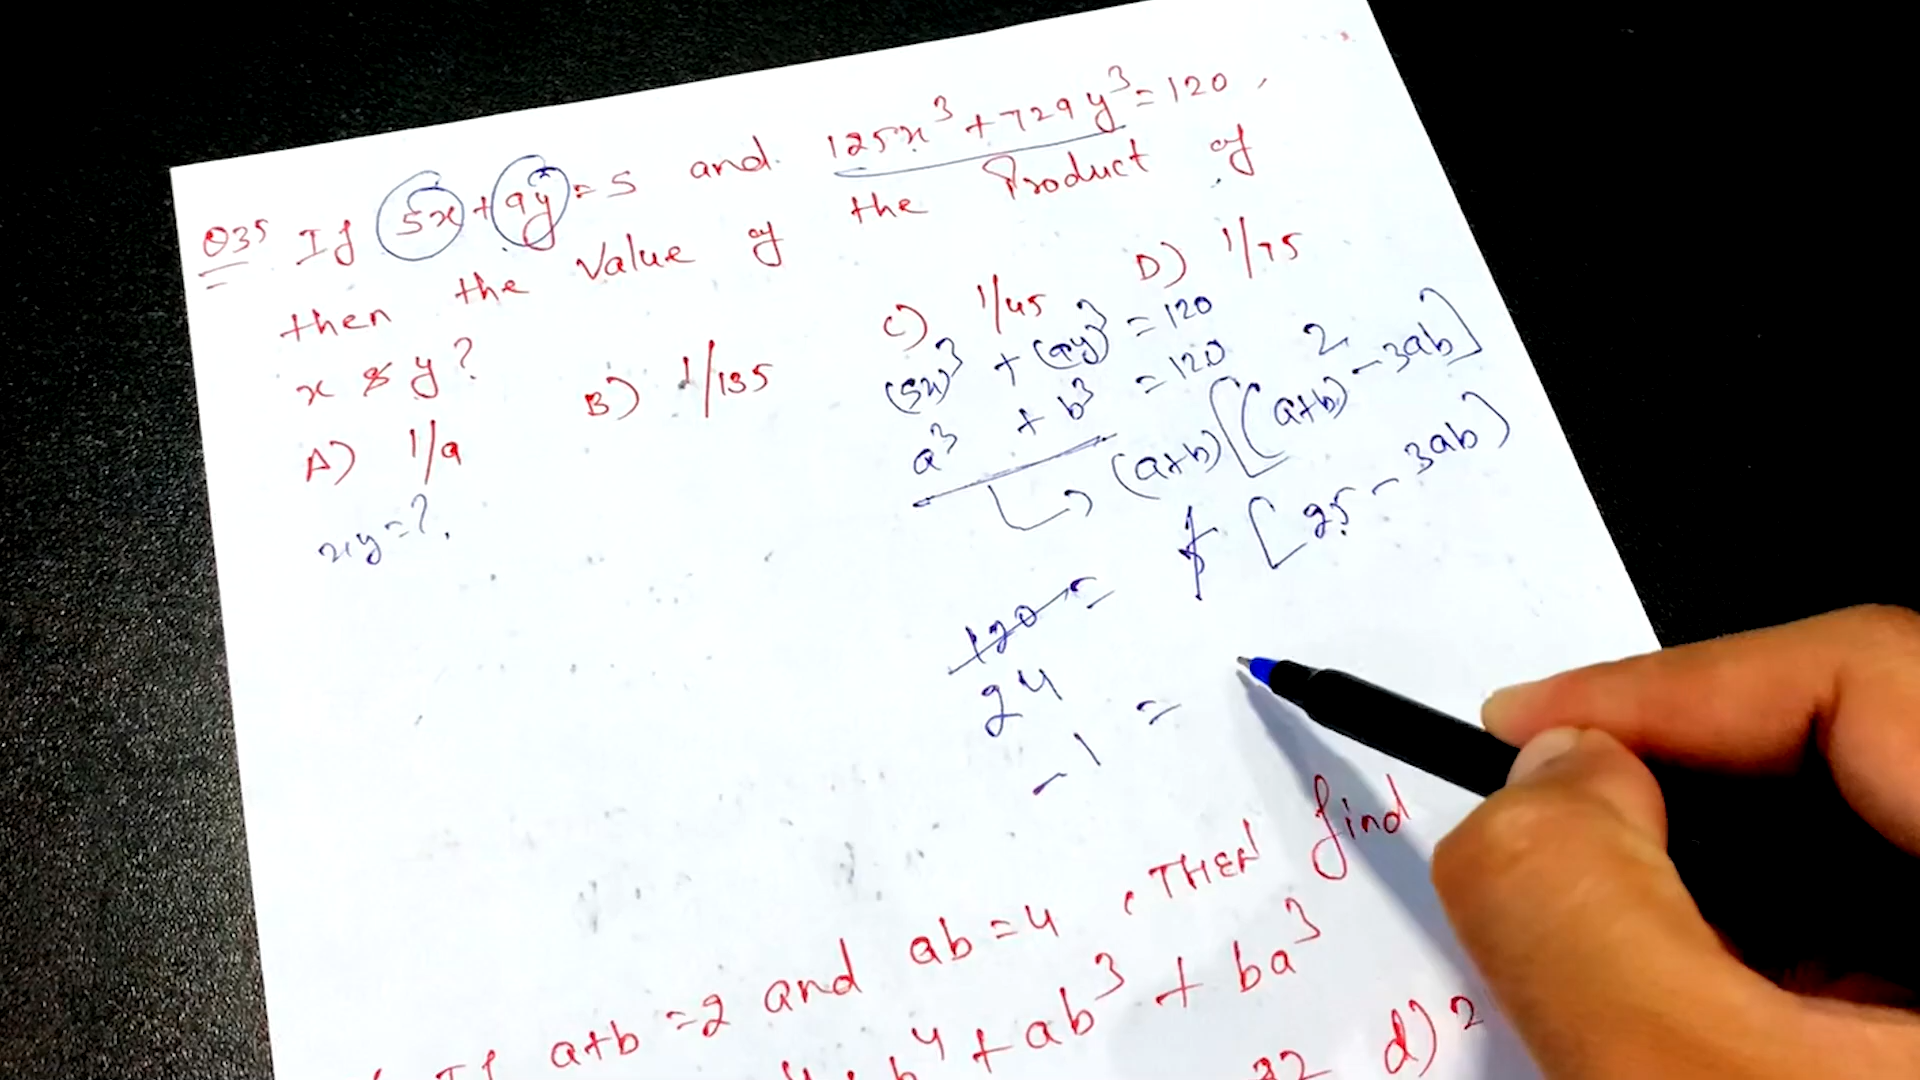 Q35 If 5x+9y=5 and 125x³+729y³=120,
then the value of the Product of
x & y?
A) 1/9 B) 1/135 C) 1/45 D) 1/75
xy=?.
(5x)³ + (9y)³ = 120
a³ + b³ = 120
(a+b)[(a+b)²-3ab]
120 = 5 [25-3ab]
24
-1 =
If a+b=2 and ab=4, THEN find
b⁴+ab³+ba³
32 d) 2